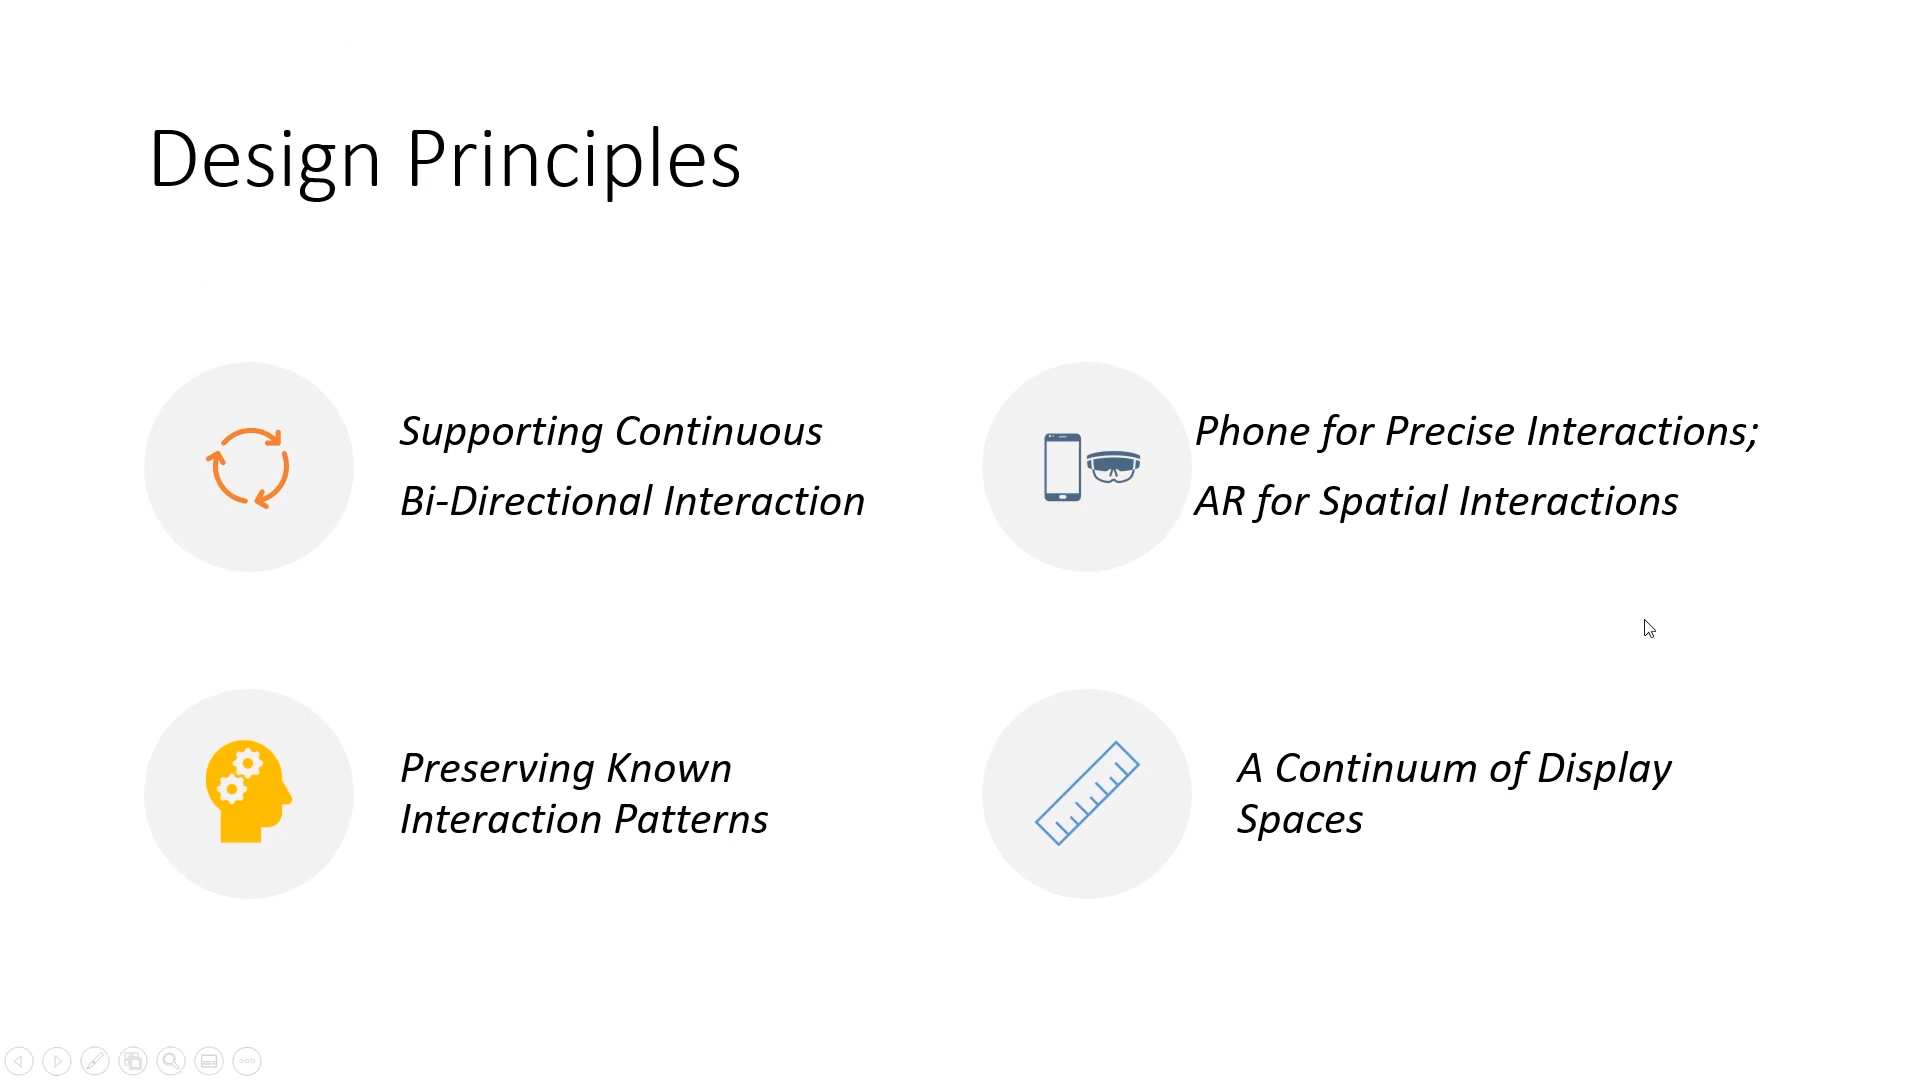 Design Principles
Supporting Continuous
Bi-Directional Interaction
Phone for Precise Interactions;
AR for Spatial Interactions
Preserving Known
Interaction Patterns
A Continuum of Display
Spaces